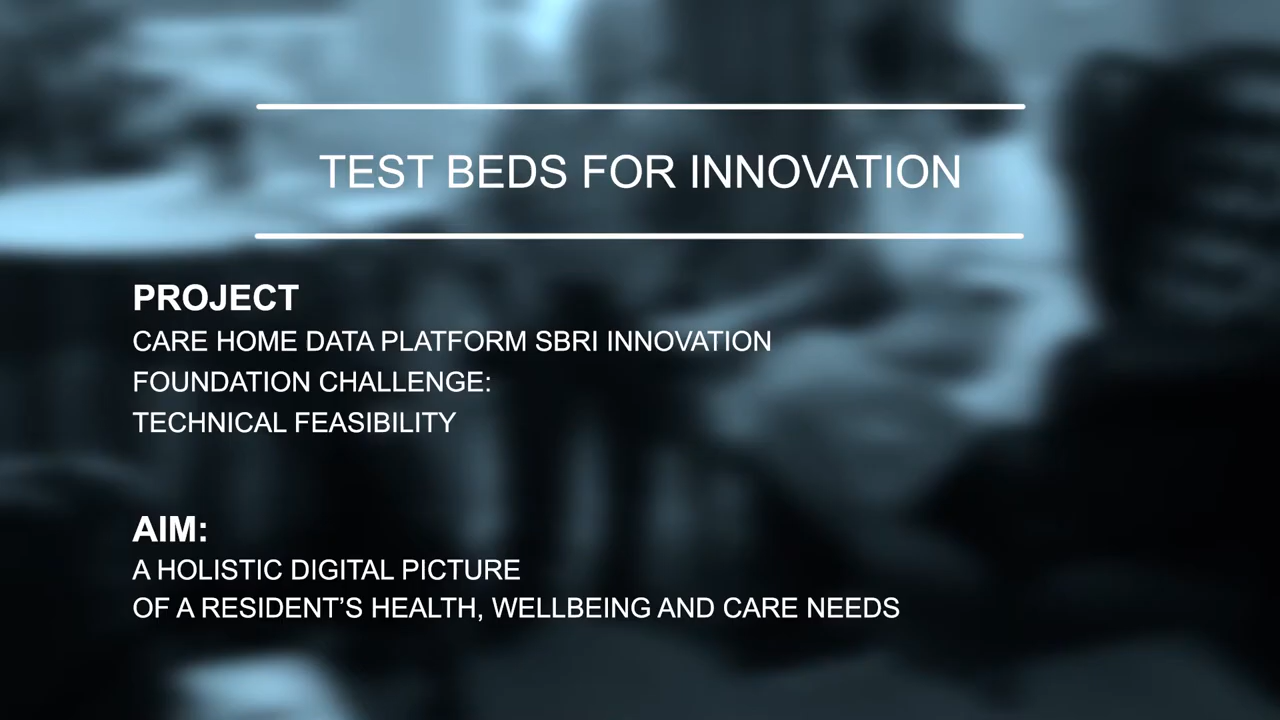 TEST BEDS FOR INNOVATION
PROJECT
CARE HOME DATA PLATFORM SBRI INNOVATION
FOUNDATION CHALLENGE:
TECHNICAL FEASIBILITY
AIM:
A HOLISTIC DIGITAL PICTURE
OF A RESIDENT’S HEALTH, WELLBEING AND CARE NEEDS